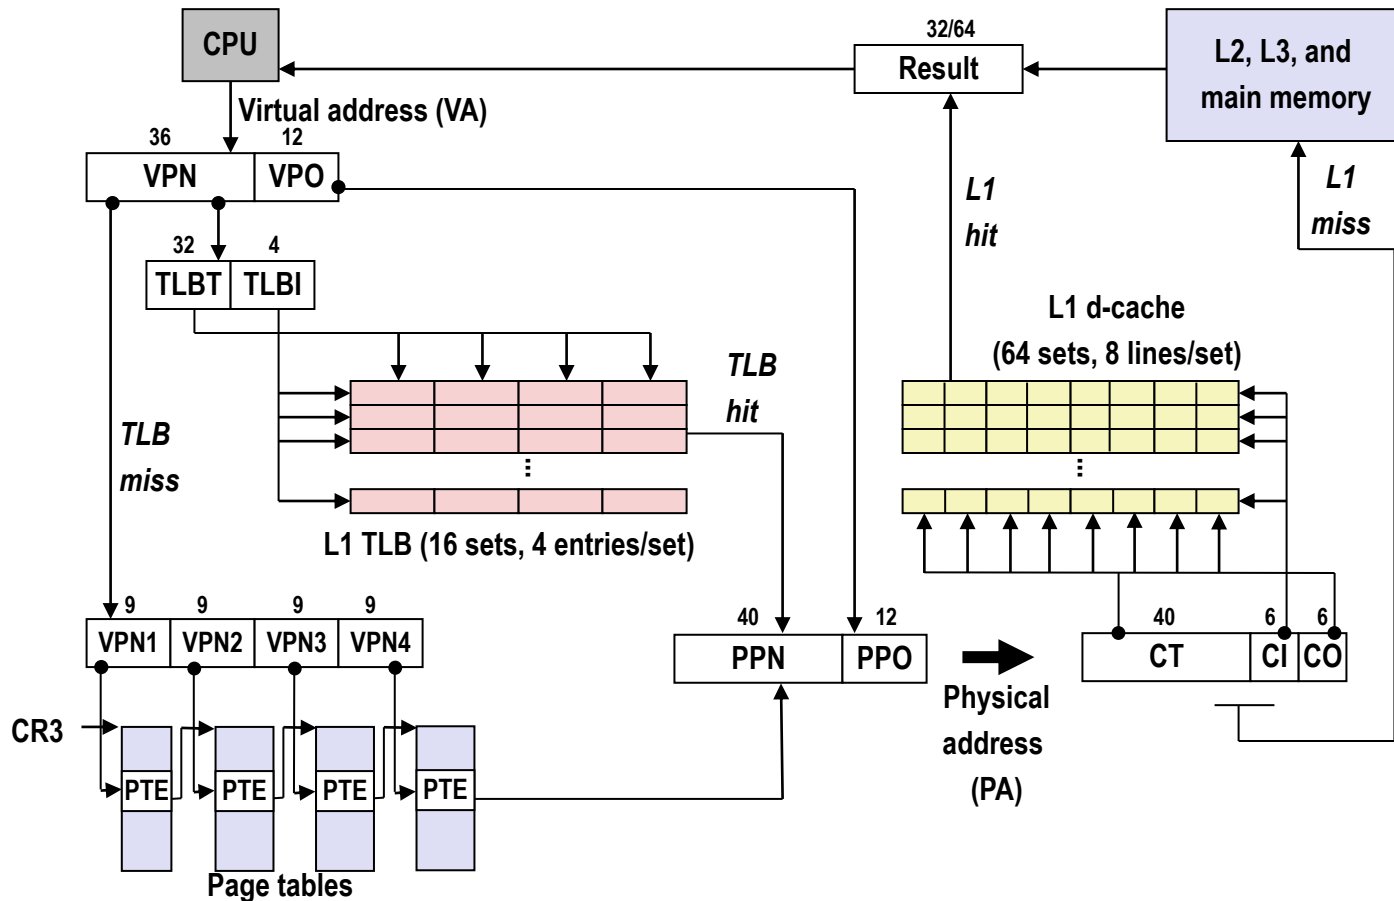 CPU
32/64
Result
L2, L3, and
main memory
Virtual address (VA)
36 12
VPN VPO
L1
hit
L1
miss
32 4
TLBT TLBI
L1 d-cache
(64 sets, 8 lines/set)
TLB
hit
TLB
miss
...
...
L1 TLB (16 sets, 4 entries/set)
9 9 9 9
VPN1 VPN2 VPN3 VPN4
40 12
PPN PPO
40 6 6
CT CI CO
Physical
address
(PA)
CR3
PTE PTE PTE PTE
Page tables